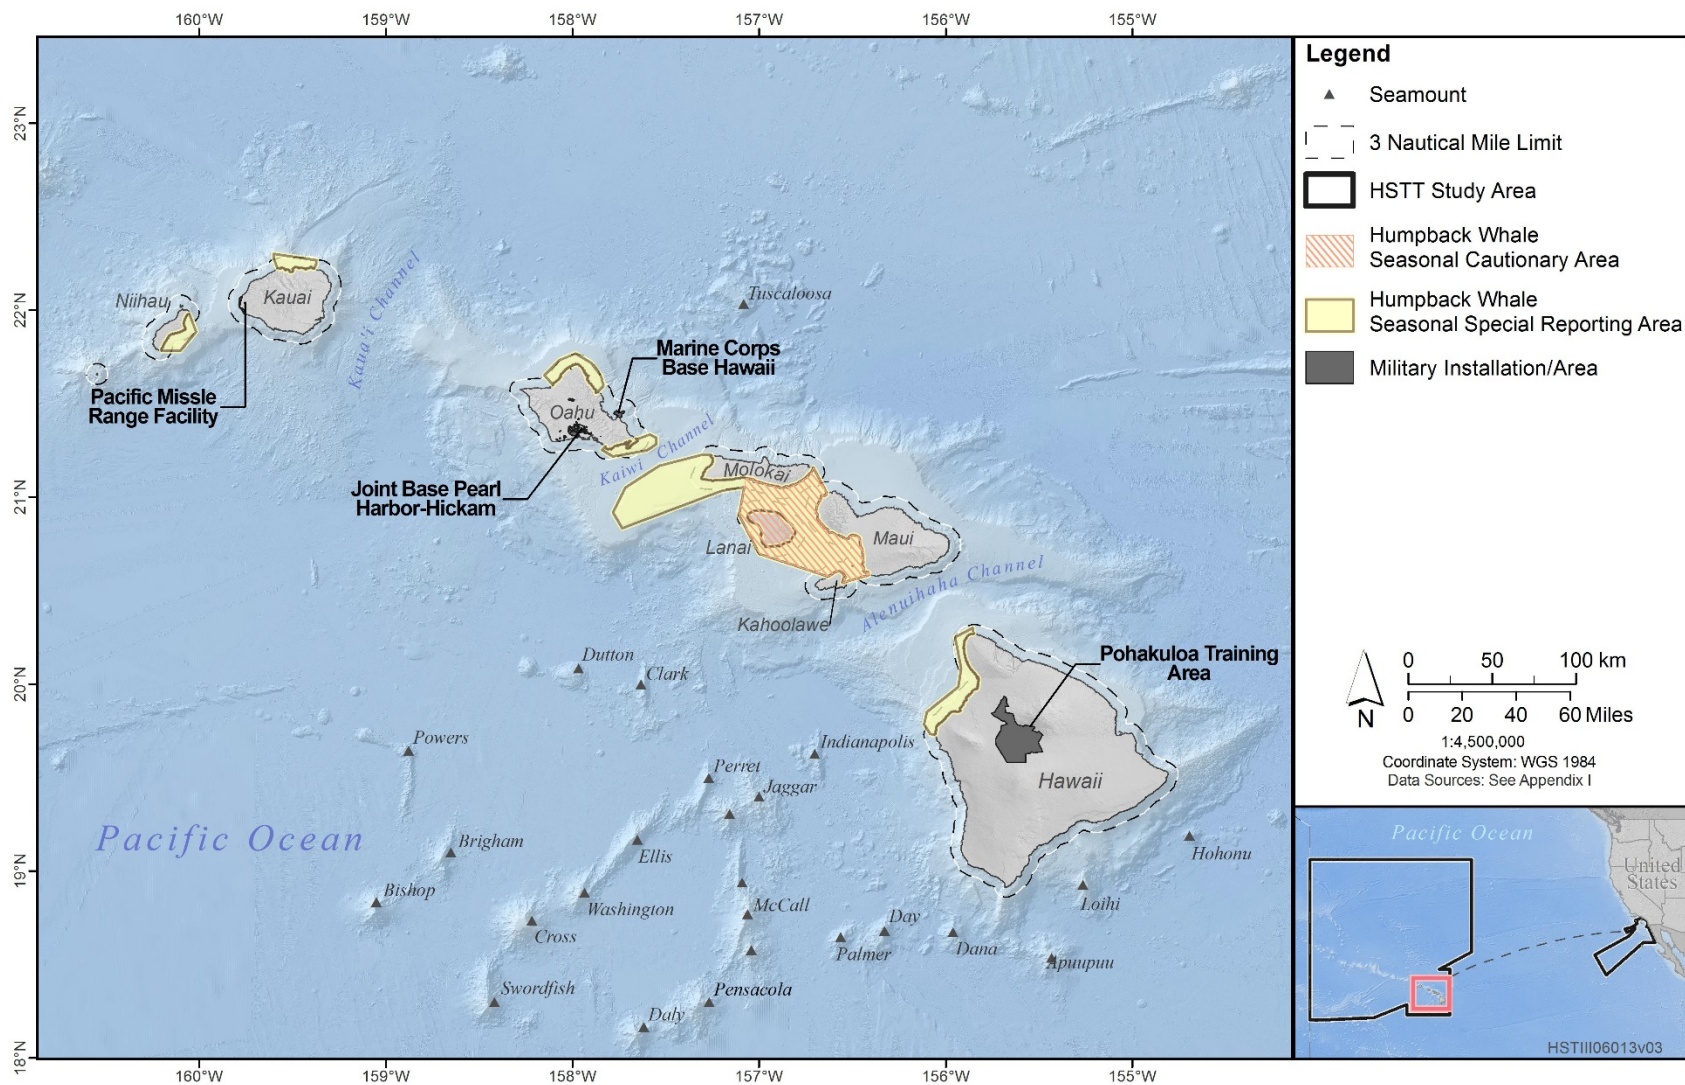 160°W
159°W
158°W
157°W
156°W
155°W
23°N
22°N
21°N
20°N
19°N
18°N
Niihau
Kauai
Kaua'i Channel
Pacific Missle
Range Facility
Tuscaloosa
Marine Corps
Base Hawaii
Oahu
Kaiwi Channel
Joint Base Pearl
Harbor-Hickam
Molokai
Lanai
Maui
Kahoolawe
Alenuihaha Channel
Dutton
Clark
Pohakuloa Training
Area
Hawaii
Powers
Indianapolis
Perret
Jaggar
Pacific Ocean
Brigham
Ellis
Hohonu
Bishop
Washington
McCall
Loihi
Cross
Day
Palmer
Dana
Apuupuu
Swordfish
Pensacola
Daly
160°W
159°W
158°W
157°W
156°W
155°W
Legend
Seamount
3 Nautical Mile Limit
HSTT Study Area
Humpback Whale
Seasonal Cautionary Area
Humpback Whale
Seasonal Special Reporting Area
Military Installation/Area
N
0 50 100 km
0 20 40 60 Miles
1:4,500,000
Coordinate System: WGS 1984
Data Sources: See Appendix I
Pacific Ocean
United
States
HSTIII06013v03